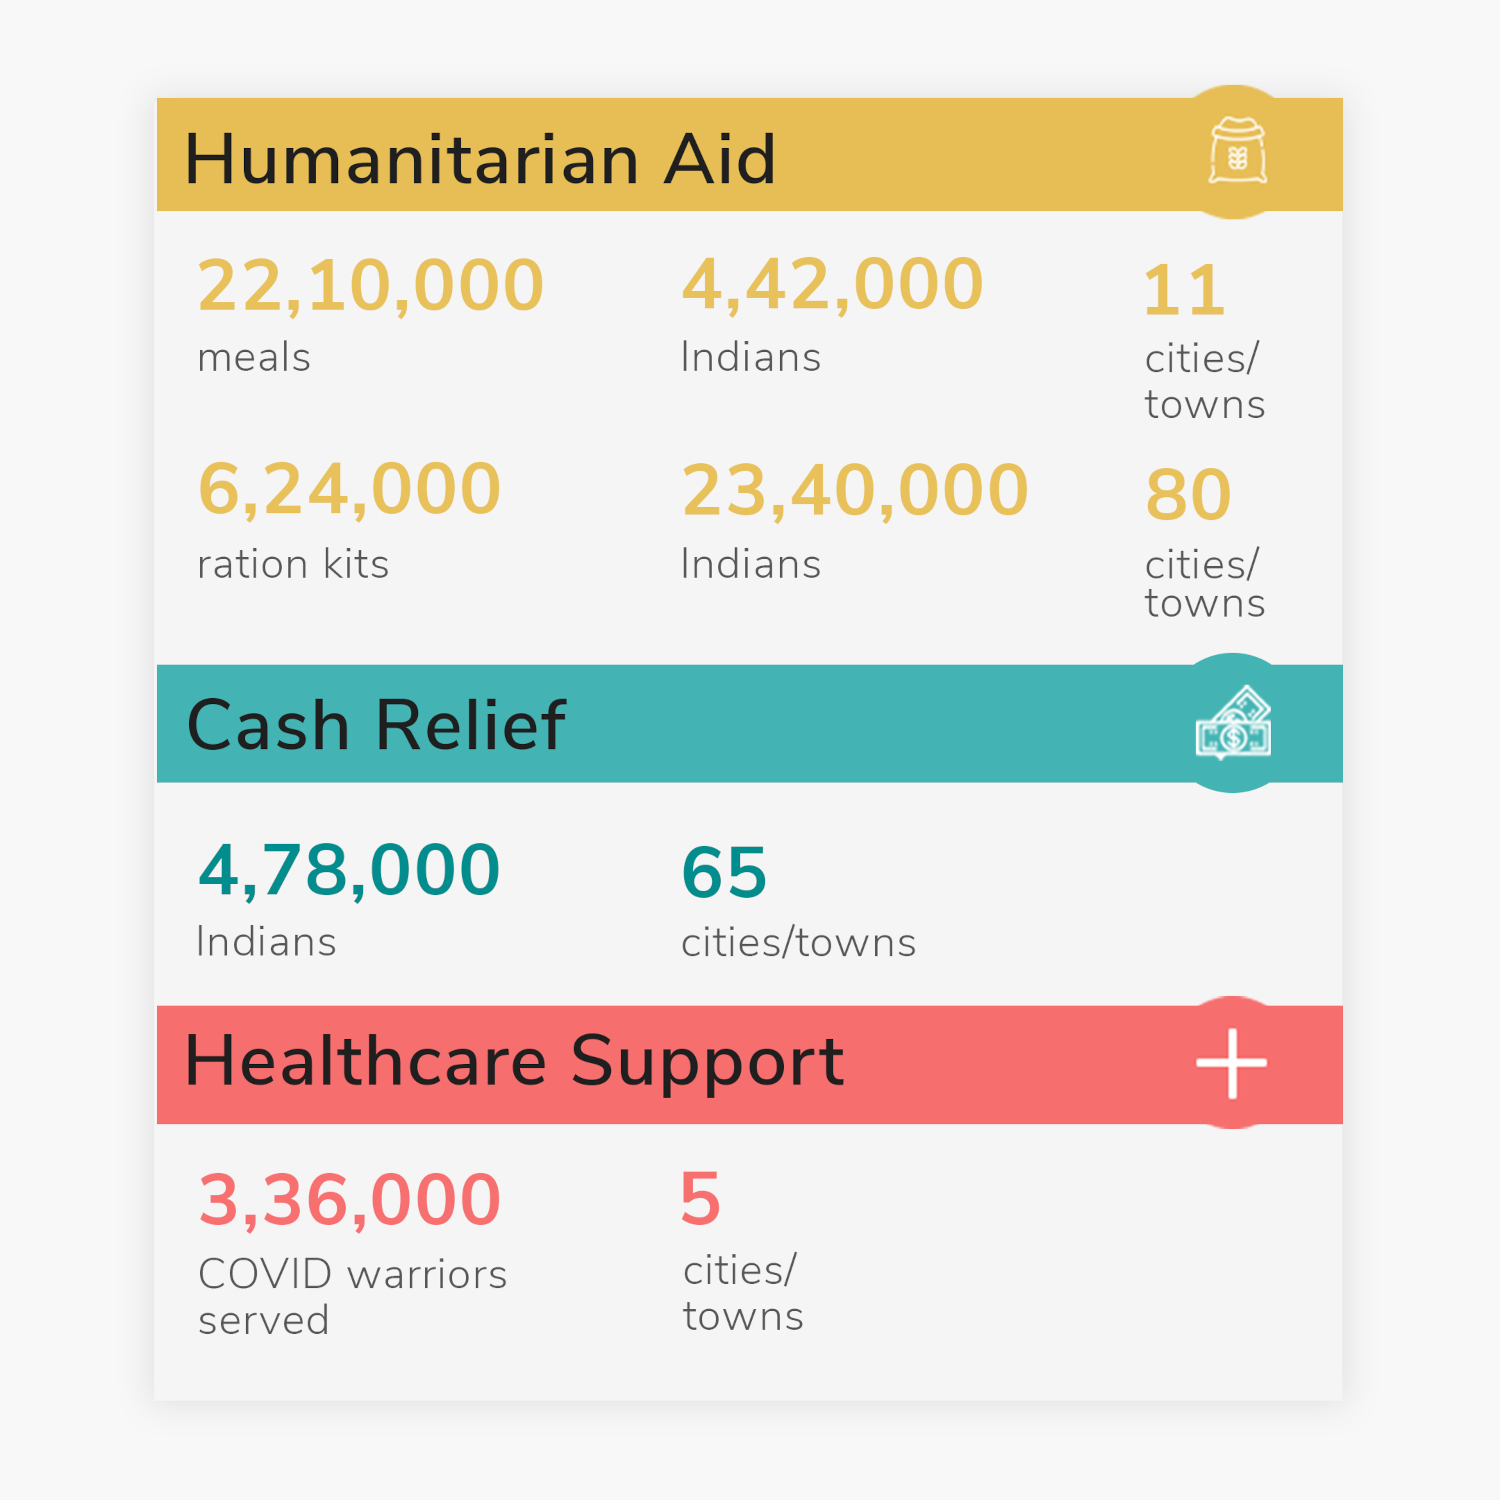 Humanitarian Aid
22,10,000 4,42,000 11
meals Indians cities/
towns
6,24,000 23,40,000 80
ration kits Indians cities/
towns
Cash Relief
4,78,000 65
Indians cities/towns
Healthcare Support
3,36,000 5
COVID warriors cities/
served towns